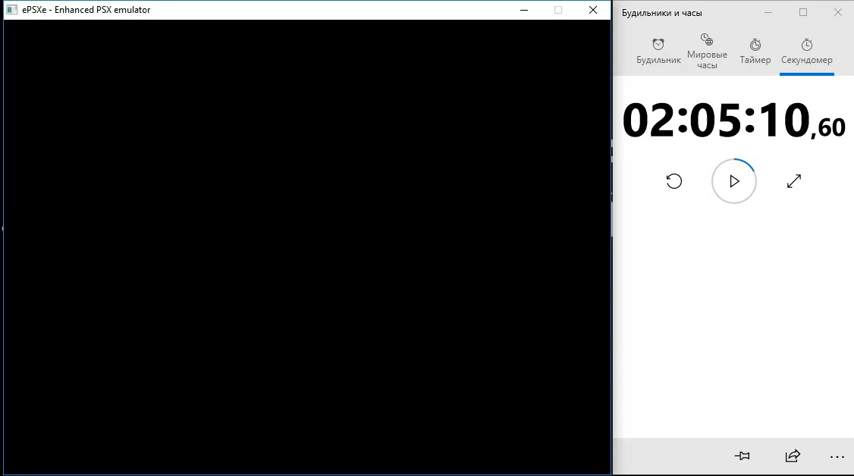 ePSXe - Enhanced PSX emulator
Будильники и часы
Будильник
Мировые
часы
Таймер
Секундомер
02:05:10,60